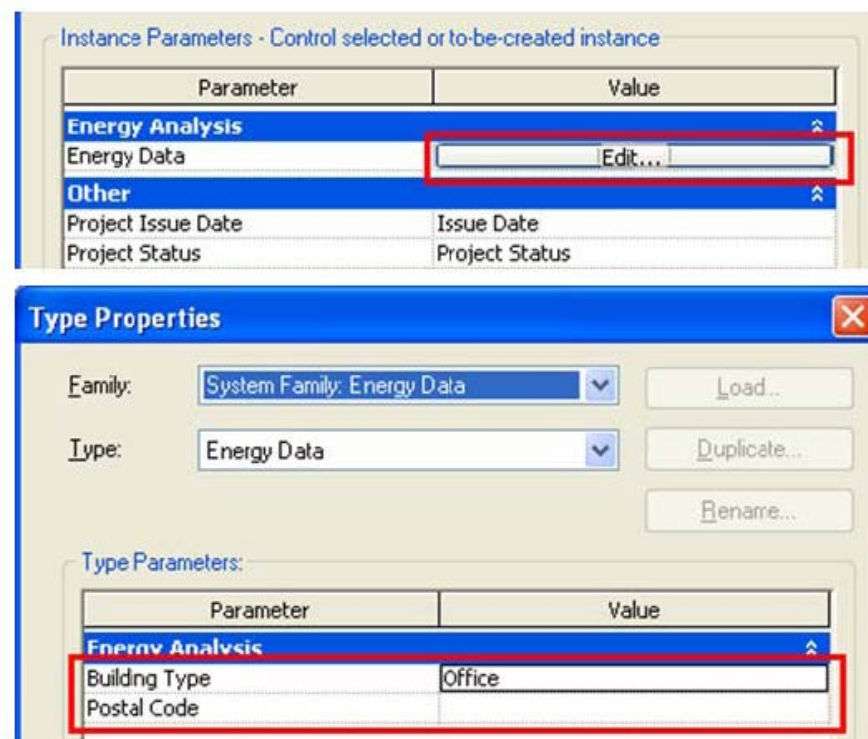 Instance Parameters - Control selected or to-be-created instance
Parameter Value
Energy Analysis
Energy Data Edit...
Other
Project Issue Date Issue Date
Project Status Project Status
Type Properties
Family: System Family: Energy Data Load...
Type: Energy Data Duplicate...
Rename...
Type Parameters:
Parameter Value
Energy Analysis
Building Type Office
Postal Code